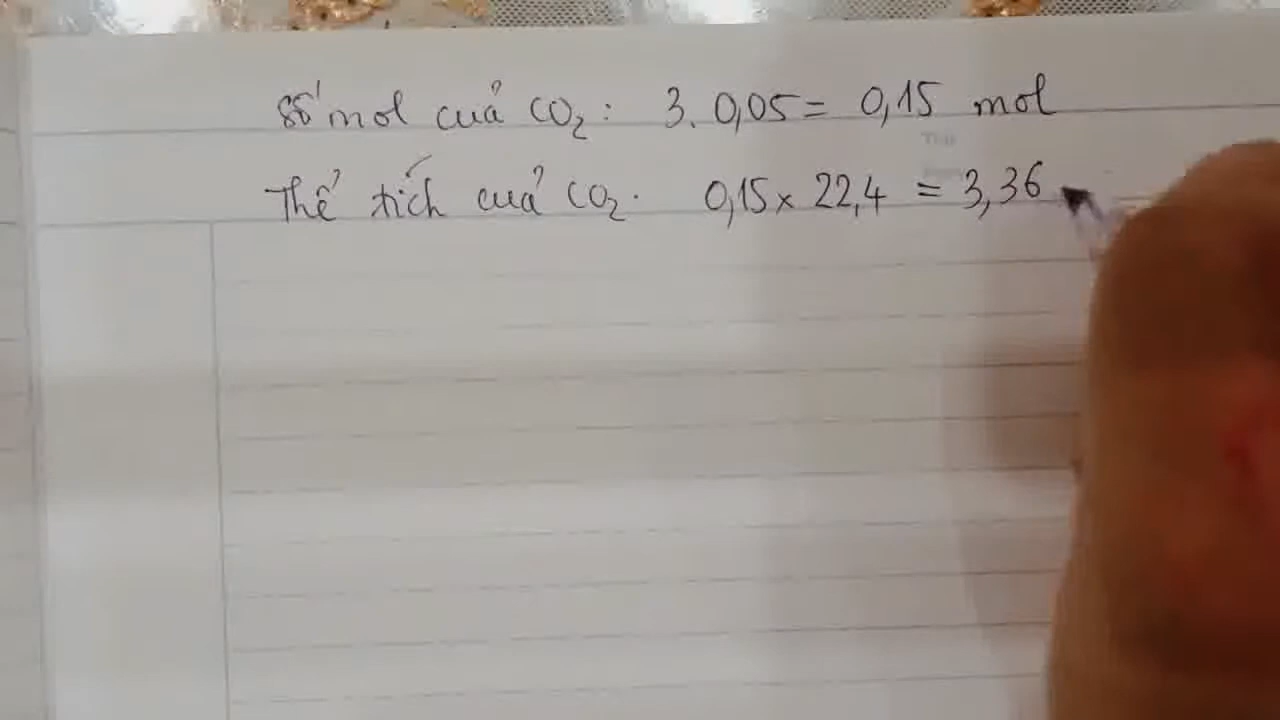 Số mol của CO₂: 3. 0,05 = 0,15 mol
Thể tích của CO₂. 0,15 x 22,4 = 3,36